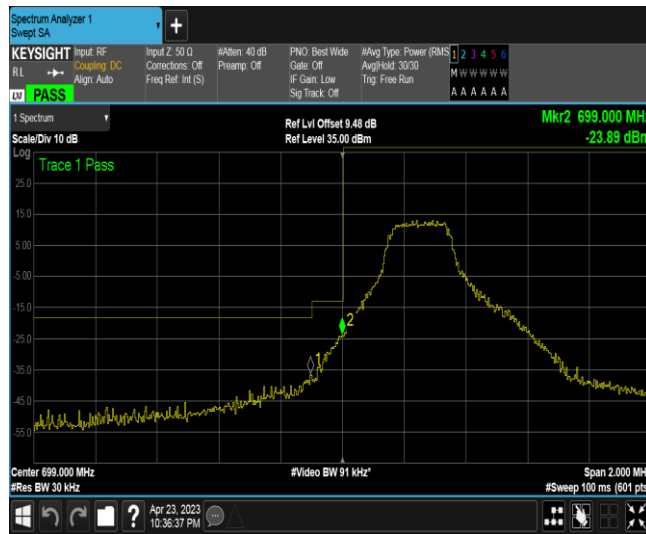 Spectrum Analyzer 1
Swept SA
+
KEYSIGHT
RL
LXI PASS
Input: RF
Coupling: DC
Align: Auto
Input Z: 50 Ω
Corrections: Off
Freq Ref: Int (S)
#Atten: 40 dB
Preamp: Off
PNO: Best Wide
Gate: Off
IF Gain: Low
Sig Track: Off
#Avg Type: Power (RMS
Avg|Hold: 30/30
Trig: Free Run
1 2 3 4 5 6
M W W W W W
A A A A A A
1 Spectrum
Scale/Div 10 dB
Ref Lvl Offset 9.48 dB
Ref Level 35.00 dBm
Mkr2 699.000 MHz
-23.89 dBm
Log
Trace 1 Pass
25.0
15.0
5.00
-5.00
-15.0
-25.0
-35.0
-45.0
-55.0
1
2
Center 699.000 MHz
#Res BW 30 kHz
#Video BW 91 kHz*
Span 2.000 MH
#Sweep 100 ms (601 pts
?
Apr 23, 2023
10:36:37 PM